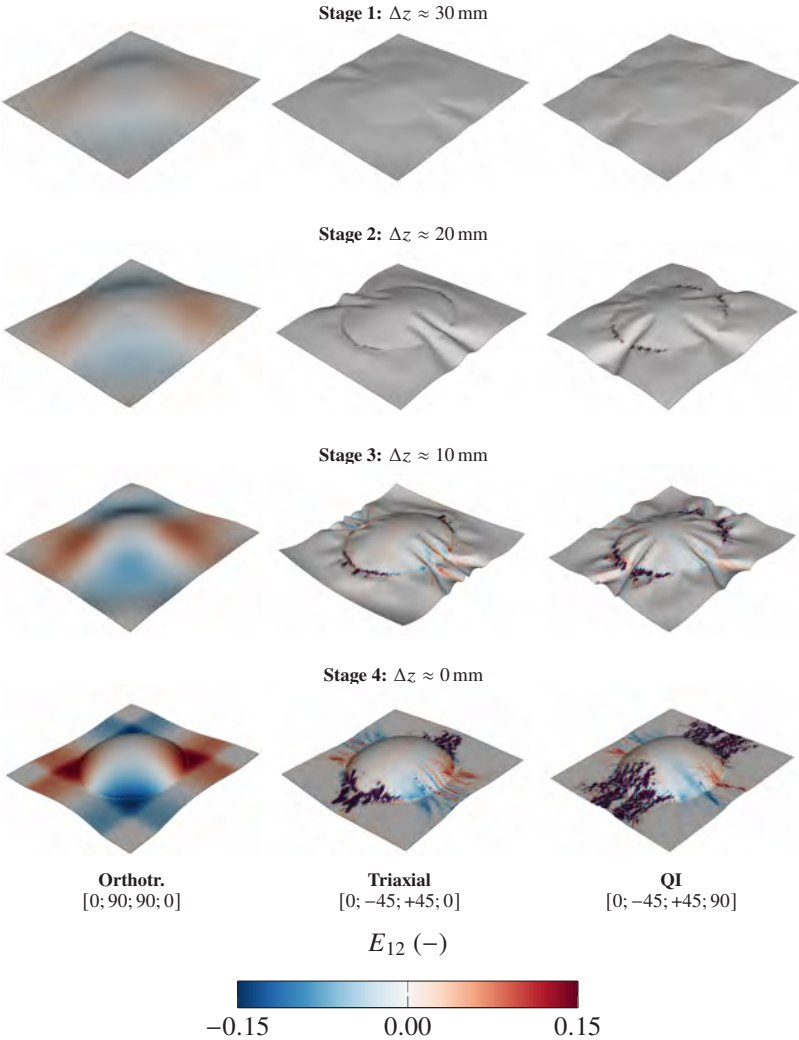 Stage 1: Δz ≈ 30 mm
Stage 2: Δz ≈ 20 mm
Stage 3: Δz ≈ 10 mm
Stage 4: Δz ≈ 0 mm
Orthotr. Triaxial QI
[0; 90; 90; 0] [0; −45; +45; 0] [0; −45; +45; 90]
E₁₂ (−)
−0.15 0.00 0.15